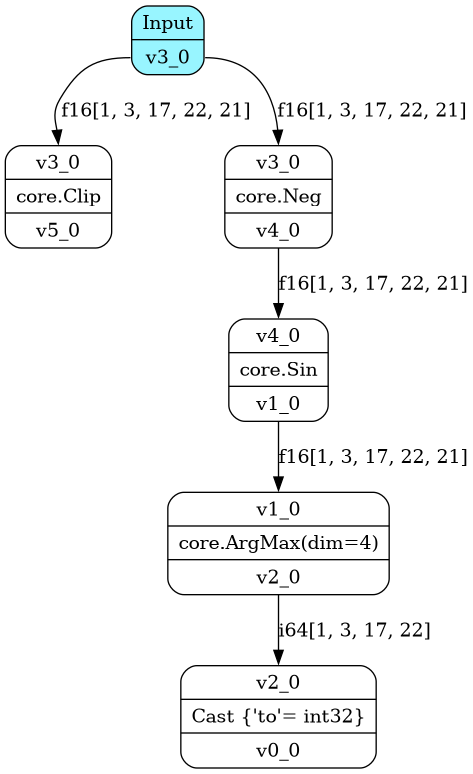 Input
v3_0
f16[1, 3, 17, 22, 21]
f16[1, 3, 17, 22, 21]
v3_0
core.Clip
v5_0
v3_0
core.Neg
v4_0
f16[1, 3, 17, 22, 21]
v4_0
core.Sin
v1_0
f16[1, 3, 17, 22, 21]
v1_0
core.ArgMax(dim=4)
v2_0
i64[1, 3, 17, 22]
v2_0
Cast {'to'= int32}
v0_0